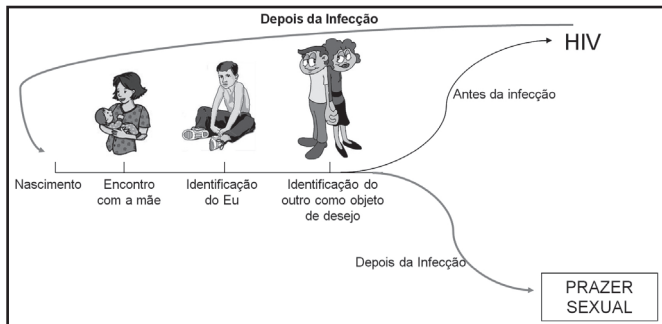 Depois da Infecção
HIV
Antes da infecção
Nascimento
Encontro
com a mãe
Identificação
do Eu
Identificação do
outro como objeto
de desejo
Depois da Infecção
PRAZER
SEXUAL